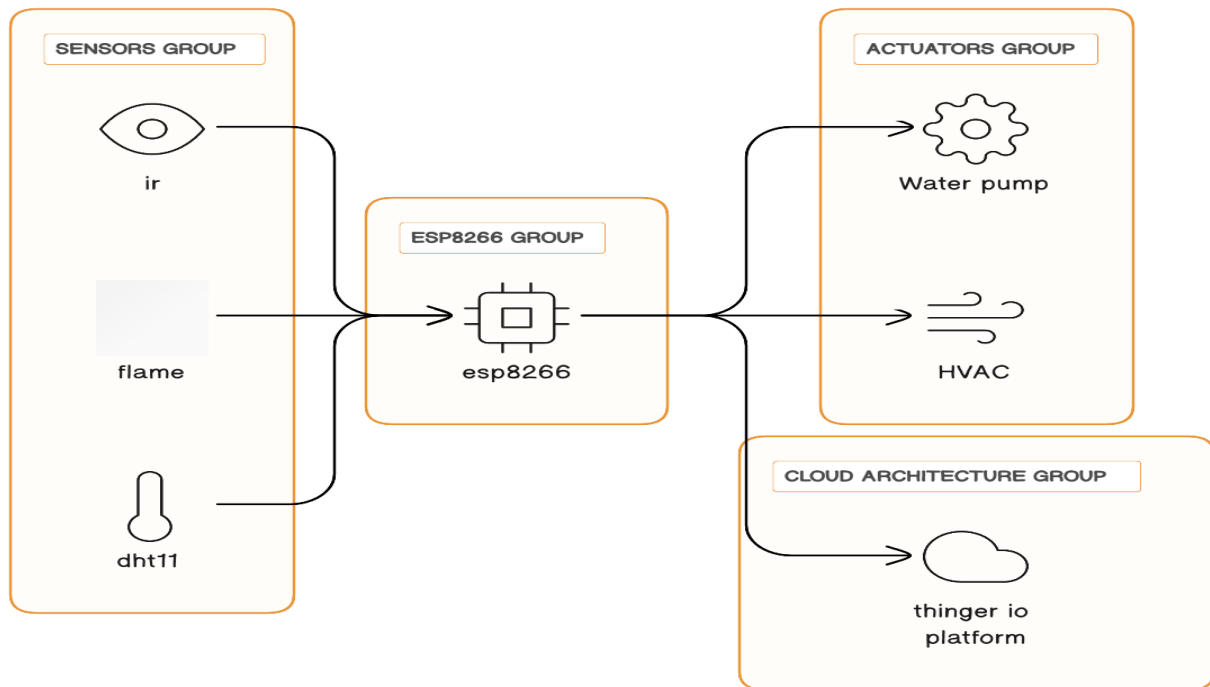 SENSORS GROUP
ir
flame
dht11
ESP8266 GROUP
esp8266
ACTUATORS GROUP
Water pump
HVAC
CLOUD ARCHITECTURE GROUP
thinger io
platform